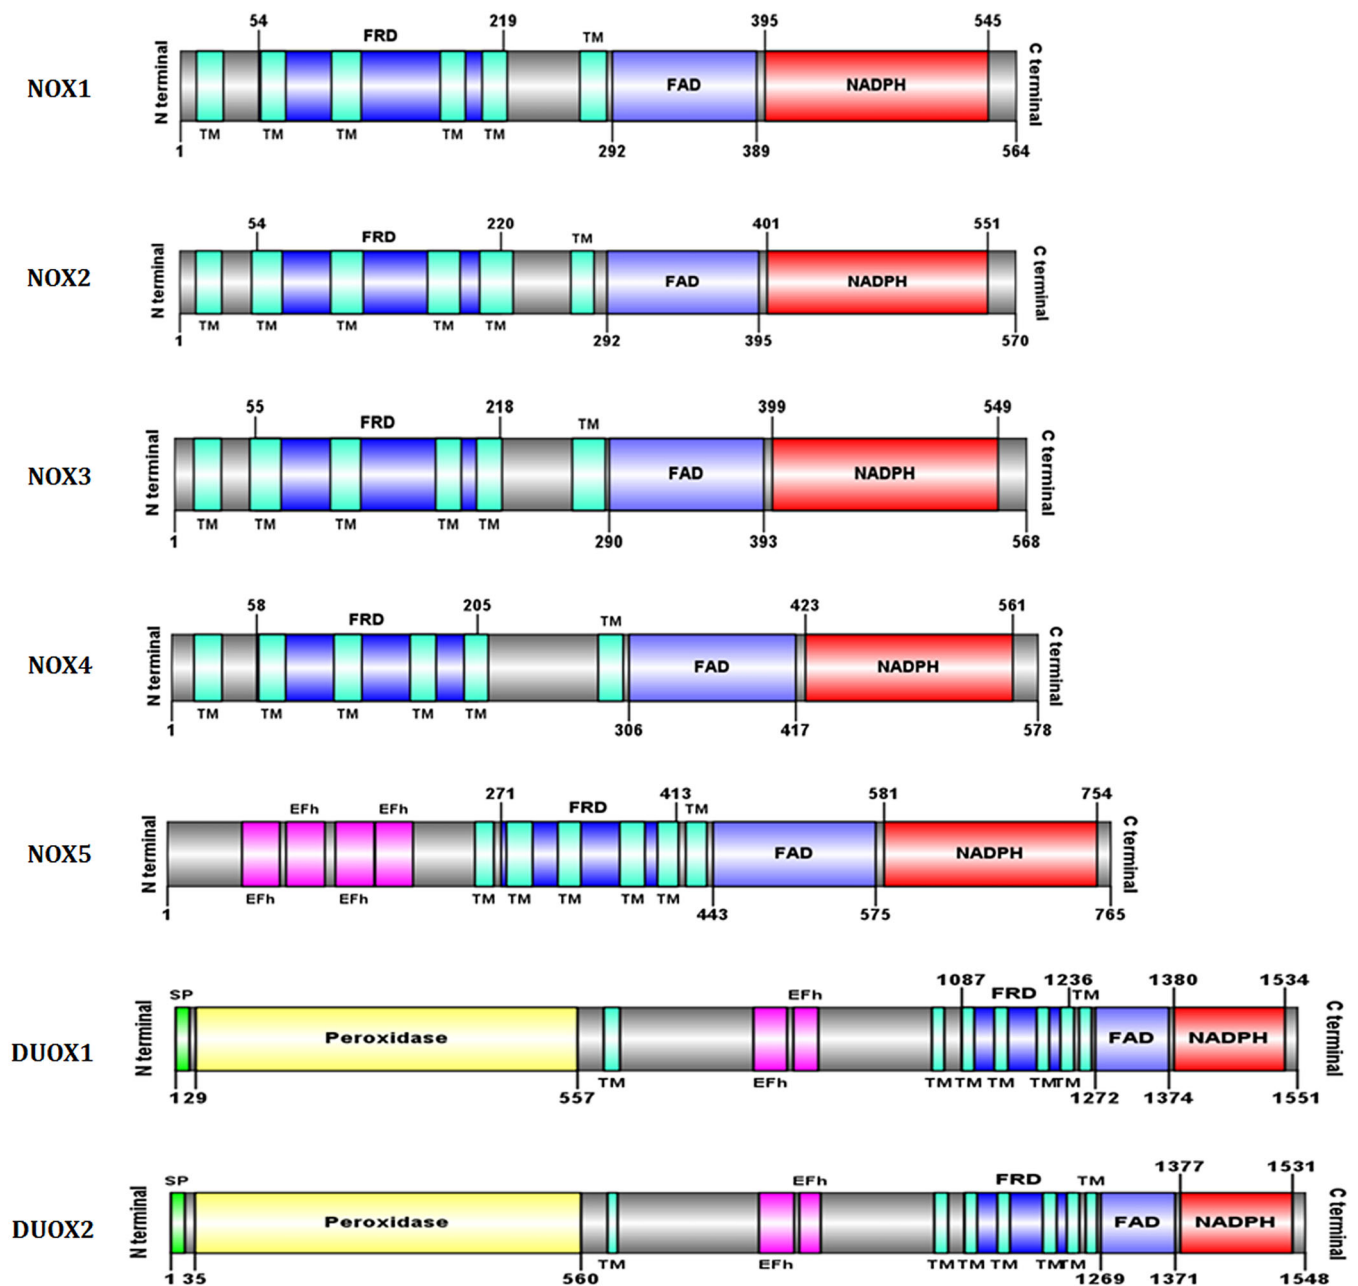 54 219 395 545
FRD TM
NOX1 N terminal FAD NADPH C terminal
TM TM TM TM TM
1 292 389 564
54 220 401 551
FRD TM
NOX2 N terminal FAD NADPH C terminal
TM TM TM TM TM
1 292 395 570
55 218 399 549
FRD TM
NOX3 N terminal FAD NADPH C terminal
TM TM TM TM TM
1 290 393 568
58 205 423 561
FRD TM
NOX4 N terminal FAD NADPH C terminal
TM TM TM TM TM
1 306 417 578
271 413 581 754
EFh EFh FRD TM
NOX5 N terminal FAD NADPH C terminal
EFh EFh TM TM TM TM TM
1 443 575 765
1087 1236 1380 1534
SP EFh FRD TM
DUOX1 N terminal Peroxidase FAD NADPH C terminal
TM EFh TM TM TM TM TM
1 29 557 1272 1374 1551
1377 1531
SP EFh FRD TM
DUOX2 N terminal Peroxidase FAD NADPH C terminal
TM EFh TM TM TM TM TM
1 35 560 1269 1371 1548